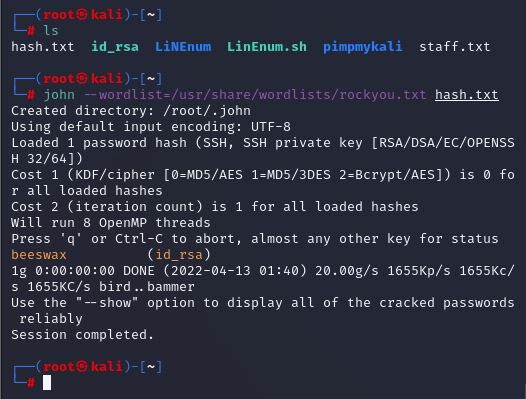 ┌──(root㉿kali)-[~]
└─# ls
hash.txt  id_rsa  LiNEnum  LinEnum.sh  pimpmykali  staff.txt
┌──(root㉿kali)-[~]
└─# john --wordlist=/usr/share/wordlists/rockyou.txt hash.txt
Created directory: /root/.john
Using default input encoding: UTF-8
Loaded 1 password hash (SSH, SSH private key [RSA/DSA/EC/OPENSS
H 32/64])
Cost 1 (KDF/cipher [0=MD5/AES 1=MD5/3DES 2=Bcrypt/AES]) is 0 fo
r all loaded hashes
Cost 2 (iteration count) is 1 for all loaded hashes
Will run 8 OpenMP threads
Press 'q' or Ctrl-C to abort, almost any other key for status
beeswax          (id_rsa)
1g 0:00:00:00 DONE (2022-04-13 01:40) 20.00g/s 1655Kp/s 1655Kc/
s 1655KC/s bird..bammer
Use the "--show" option to display all of the cracked passwords
 reliably
Session completed.
┌──(root㉿kali)-[~]
└─#